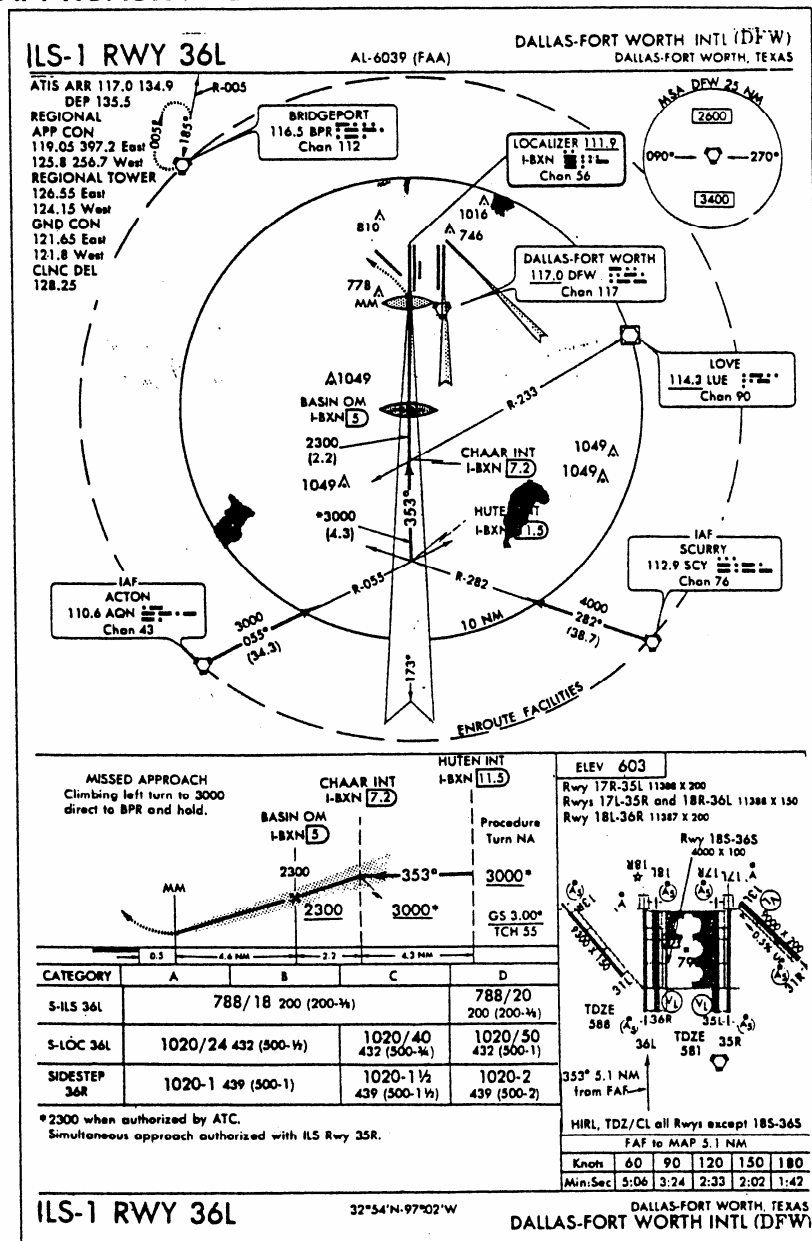 ILS-1 RWY 36L
AL-6039 (FAA)
DALLAS-FORT WORTH INTL (DFW)
DALLAS-FORT WORTH, TEXAS
ATIS ARR 117.0 134.9
DEP 135.5
REGIONAL
APP CON
119.05 397.2 East
125.8 256.7 West
REGIONAL TOWER
126.55 East
124.15 West
GND CON
121.65 East
121.8 West
CLNC DEL
128.25
R-005
185°
005°
BRIDGEPORT
116.5 BPR
Chan 112
LOCALIZER 111.9
I-BXN
Chan 56
MSA DFW 25 NM
2600
090°
270°
3400
810
1016
746
778
MM
DALLAS-FORT WORTH
117.0 DFW
Chan 117
LOVE
114.3 LUE
Chan 90
1049
BASIN OM
I-BXN 5
R-233
2300
(2.2)
CHAAR INT
I-BXN 7.2
1049
1049
1049
353°
*3000
(4.3)
IAF
SCURRY
112.9 SCY
Chan 76
IAF
ACTON
110.6 AQN
Chan 43
R-055
R-282
3000
055°
(34.3)
4000
282°
(38.7)
10 NM
173°
ENROUTE FACILITIES
MISSED APPROACH
Climbing left turn to 3000
direct to BPR and hold.
HUTEN INT
I-BXN 11.5
CHAAR INT
I-BXN 7.2
BASIN OM
I-BXN 5
Procedure
Turn NA
MM
2300
353°
3000*
2300
3000*
GS 3.00°
TCH 55
0.5 4.6 NM 2.2 4.3 NM
CATEGORY A B C D
S-ILS 36L 788/18 200 (200-½) 788/20 200 (200-½)
S-LOC 36L 1020/24 432 (500-½) 1020/40 432 (500-¾) 1020/50 432 (500-1)
SIDESTEP 36R 1020-1 439 (500-1) 1020-1½ 439 (500-1½) 1020-2 439 (500-2)
*2300 when authorized by ATC.
Simultaneous approach authorized with ILS Rwy 35R.
ELEV 603
Rwy 17R-35L 11388 X 200
Rwys 17L-35R and 18R-36L 11388 X 150
Rwy 18L-36R 11387 X 200
Rwy 18S-36S
4000 X 100
18R
18L
17R
17L
13R
13L
9300 X 150
9000 X 200
0.5% UP
31L
31R
79
TDZE
588
36R
36L
TDZE
581
35L
35R
353° 5.1 NM
from FAF
HIRL, TDZ/CL all Rwys except 18S-36S
FAF to MAP 5.1 NM
Knots 60 90 120 150 180
Min:Sec 5:06 3:24 2:33 2:02 1:42
ILS-1 RWY 36L
32°54'N-97°02'W
DALLAS-FORT WORTH, TEXAS
DALLAS-FORT WORTH INTL (DFW)